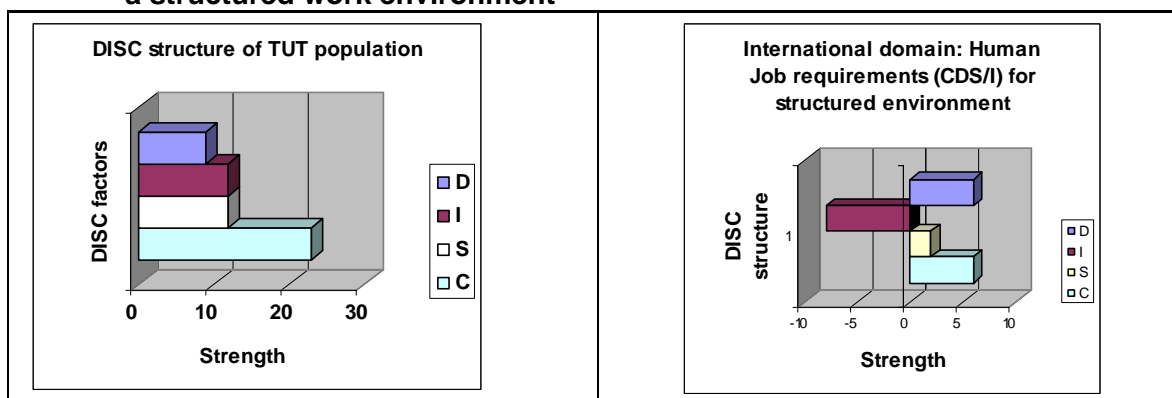 a structured work environment
DISC structure of TUT population
DISC factors
D
I
S
C
0 10 20 30
Strength
International domain: Human
Job requirements (CDS/I) for
structured environment
DISC
structure
1
D
I
S
C
-10 -5 0 5 10
Strength